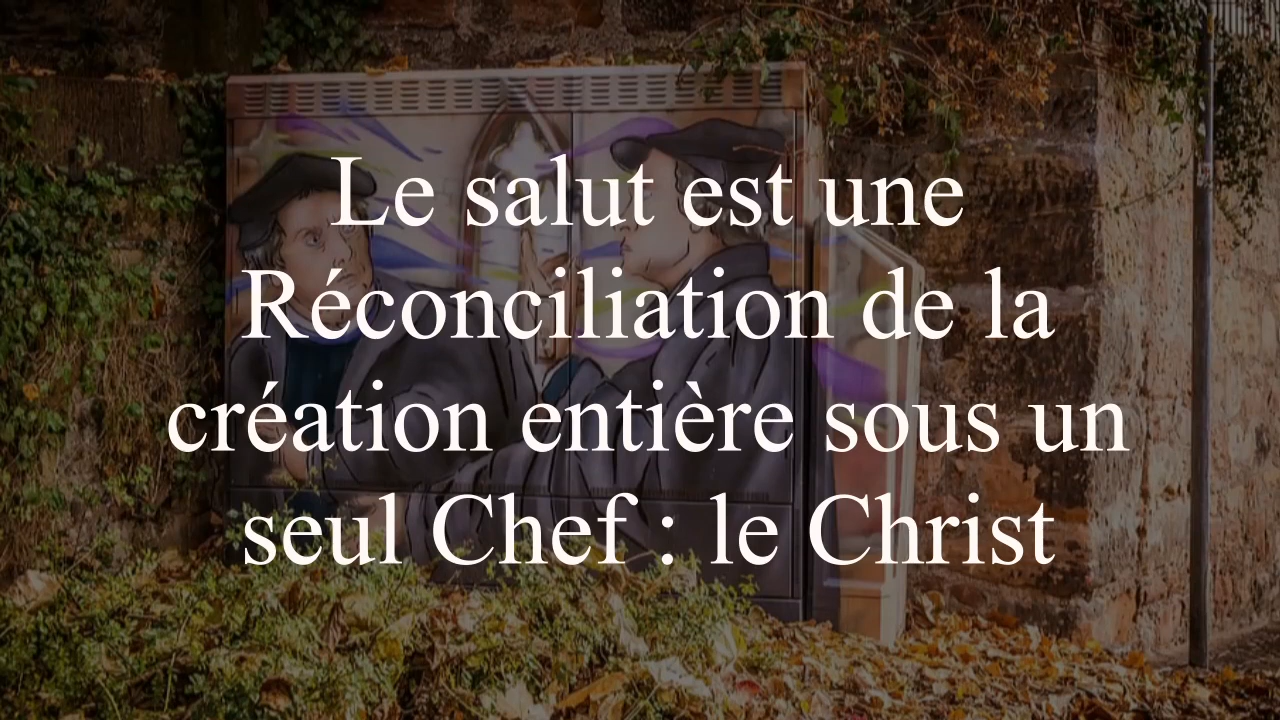 Le salut est une
Réconciliation de la
création entière sous un
seul Chef : le Christ